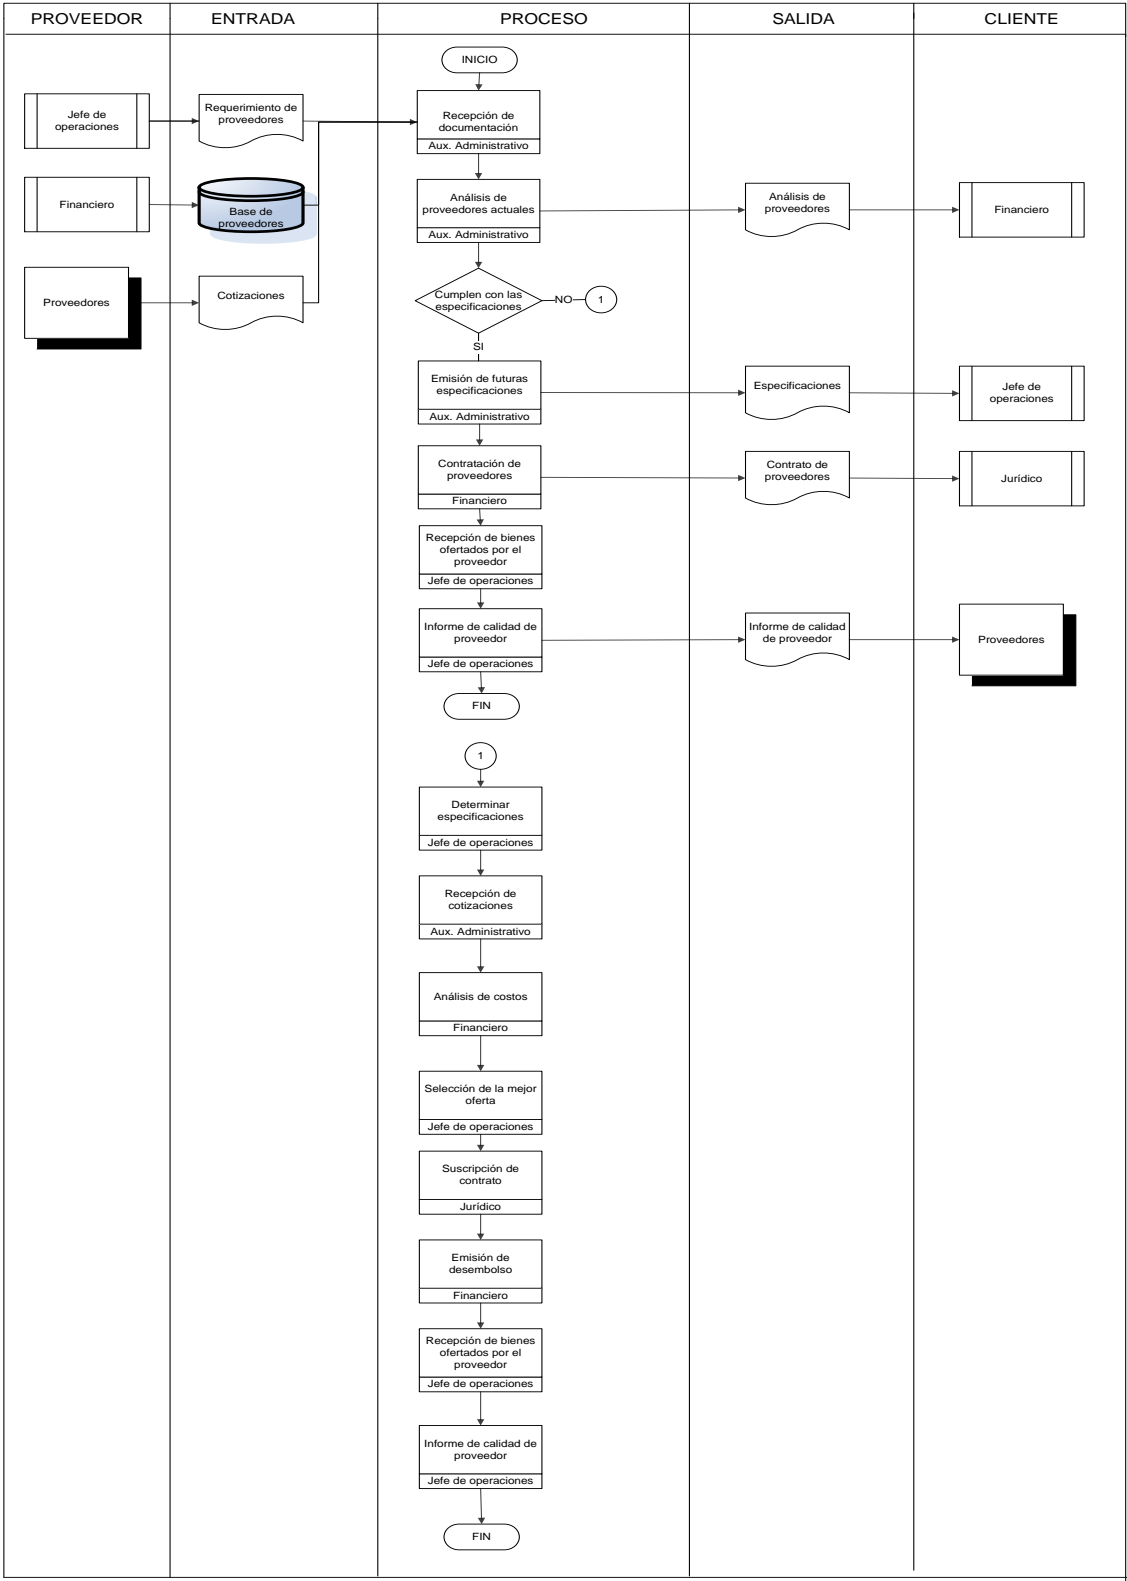 PROVEEDOR
ENTRADA
PROCESO
SALIDA
CLIENTE
INICIO
Jefe de
operaciones
Requerimiento de
proveedores
Recepción de
documentación
Aux. Administrativo
Financiero
Base de
proveedores
Análisis de
proveedores actuales
Aux. Administrativo
Análisis de
proveedores
Financiero
Proveedores
Cotizaciones
Cumplen con las
especificaciones
NO
1
SI
Emisión de futuras
especificaciones
Aux. Administrativo
Especificaciones
Jefe de
operaciones
Contratación de
proveedores
Financiero
Contrato de
proveedores
Jurídico
Recepción de bienes
ofertados por el
proveedor
Jefe de operaciones
Informe de calidad de
proveedor
Jefe de operaciones
Informe de calidad
de proveedor
Proveedores
FIN
1
Determinar
especificaciones
Jefe de operaciones
Recepción de
cotizaciones
Aux. Administrativo
Análisis de costos
Financiero
Selección de la mejor
oferta
Jefe de operaciones
Suscripción de
contrato
Jurídico
Emisión de
desembolso
Financiero
Recepción de bienes
ofertados por el
proveedor
Jefe de operaciones
Informe de calidad de
proveedor
Jefe de operaciones
FIN